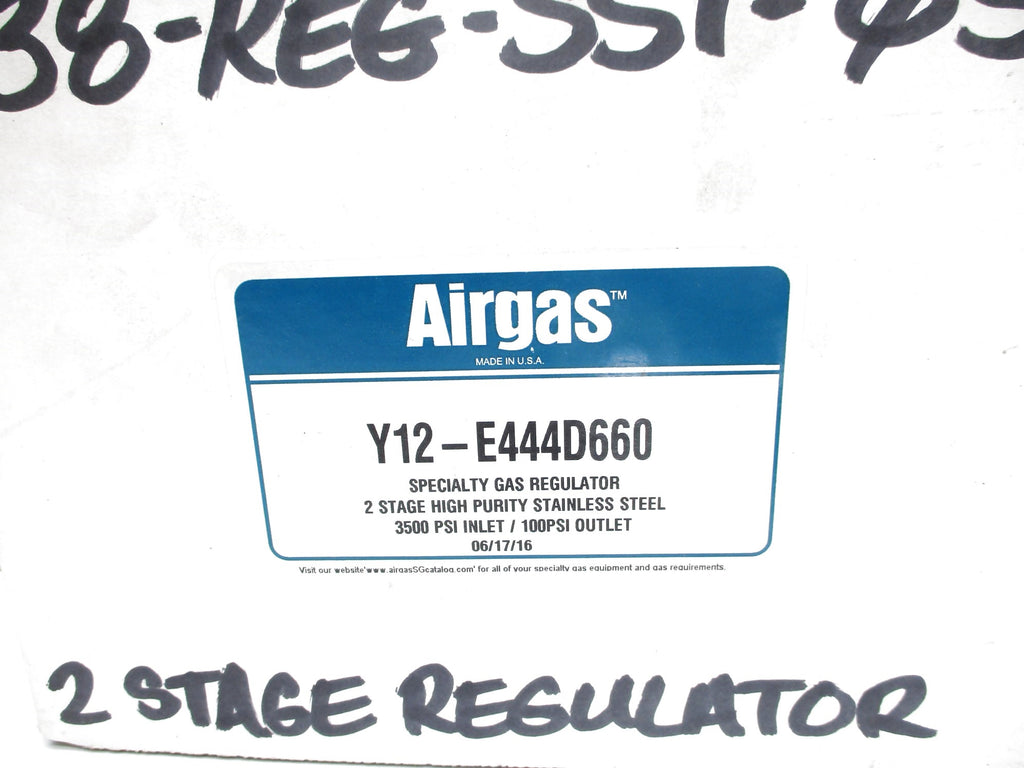 38-REG-SST-φ3
Airgas™
MADE IN U.S.A.
Y12-E444D660
SPECIALTY GAS REGULATOR
2 STAGE HIGH PURITY STAINLESS STEEL
3500 PSI INLET / 100PSI OUTLET
06/17/16
Visit our website'www.airgasSGcatalog.com' for all of your specialty gas equipment and gas requirements.
2 STAGE REGULATOR